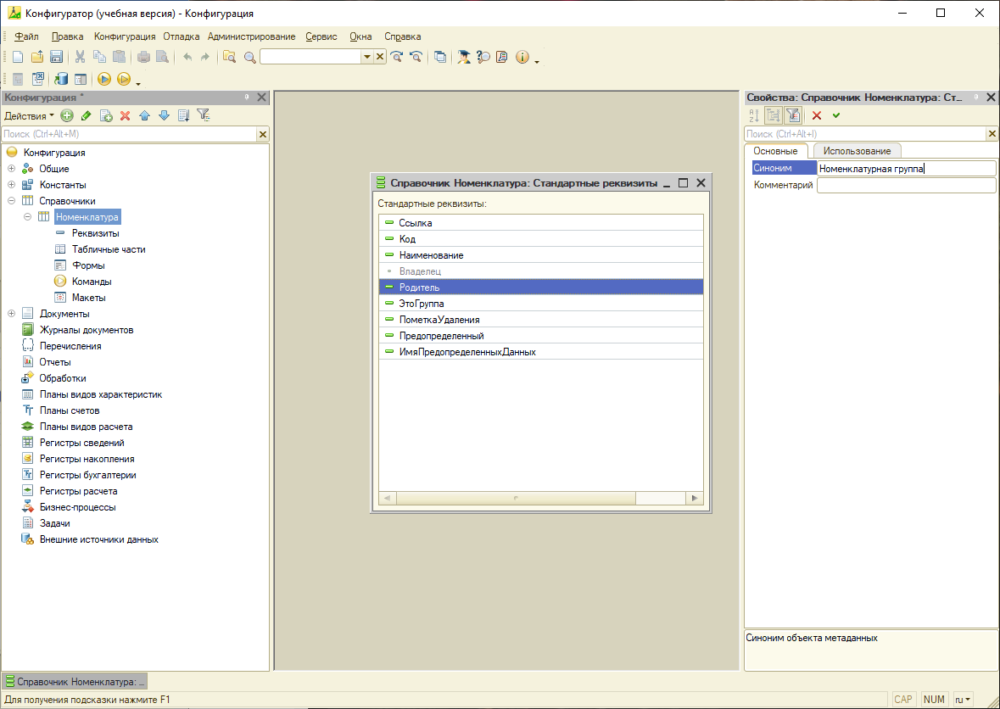 Конфигуратор (учебная версия) - Конфигурация
Файл Правка Конфигурация Отладка Администрирование Сервис Окна Справка
Конфигурация *
Действия
Поиск (Ctrl+Alt+M)
Конфигурация
Общие
Константы
Справочники
Номенклатура
Реквизиты
Табличные части
Формы
Команды
Макеты
Документы
Журналы документов
Перечисления
Отчеты
Обработки
Планы видов характеристик
Планы счетов
Планы видов расчета
Регистры сведений
Регистры накопления
Регистры бухгалтерии
Регистры расчета
Бизнес-процессы
Задачи
Внешние источники данных
Справочник Номенклатура: Стандартные реквизиты
Стандартные реквизиты:
Ссылка
Код
Наименование
Владелец
Родитель
ЭтоГруппа
ПометкаУдаления
Предопределенный
ИмяПредопределенныхДанных
Свойства: Справочник Номенклатура: Ст...
Поиск (Ctrl+Alt+I)
Основные Использование
Синоним Номенклатурная группа
Комментарий
Синоним объекта метаданных
Справочник Номенклатура: ...
Для получения подсказки нажмите F1 CAP NUM ru